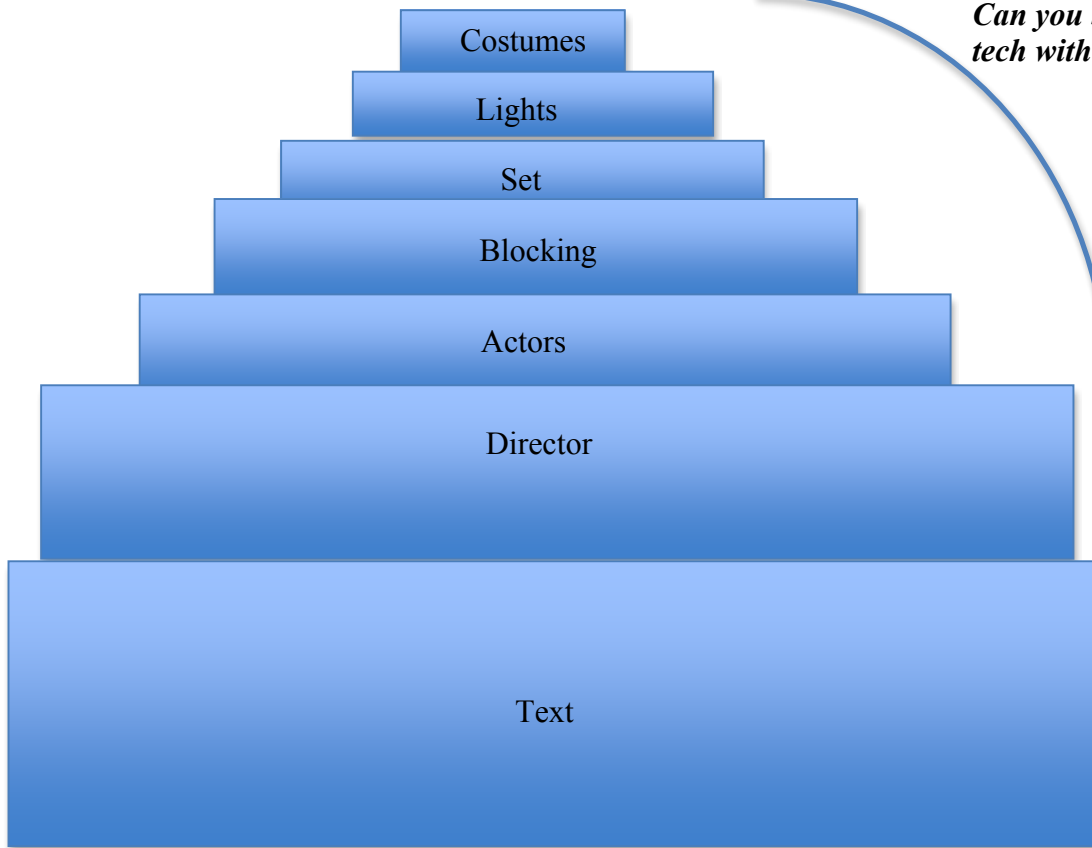 Can you
tech with
Costumes
Lights
Set
Blocking
Actors
Director
Text